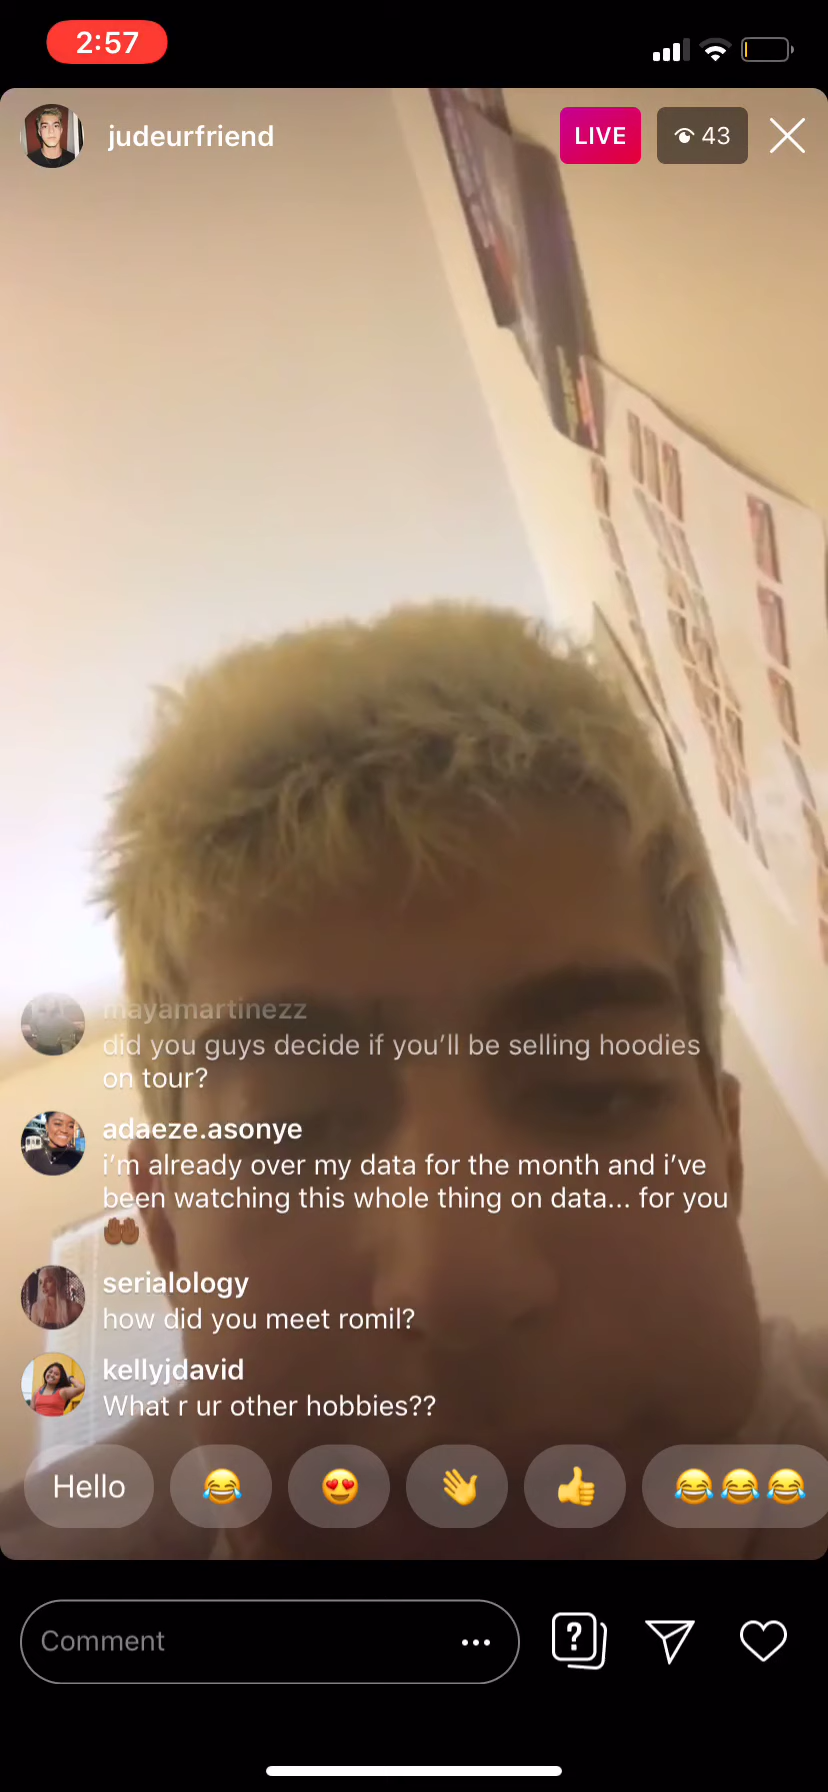 2:57
judeurfriend
LIVE
43
mayamartinezz
did you guys decide if you'll be selling hoodies
on tour?
adaeze.asonye
i'm already over my data for the month and i've
been watching this whole thing on data... for you
🤲🏾
serialology
how did you meet romil?
kellyjdavid
What r ur other hobbies??
Hello 😂 😍 👋 👍 😂😂😂
Comment ...
?